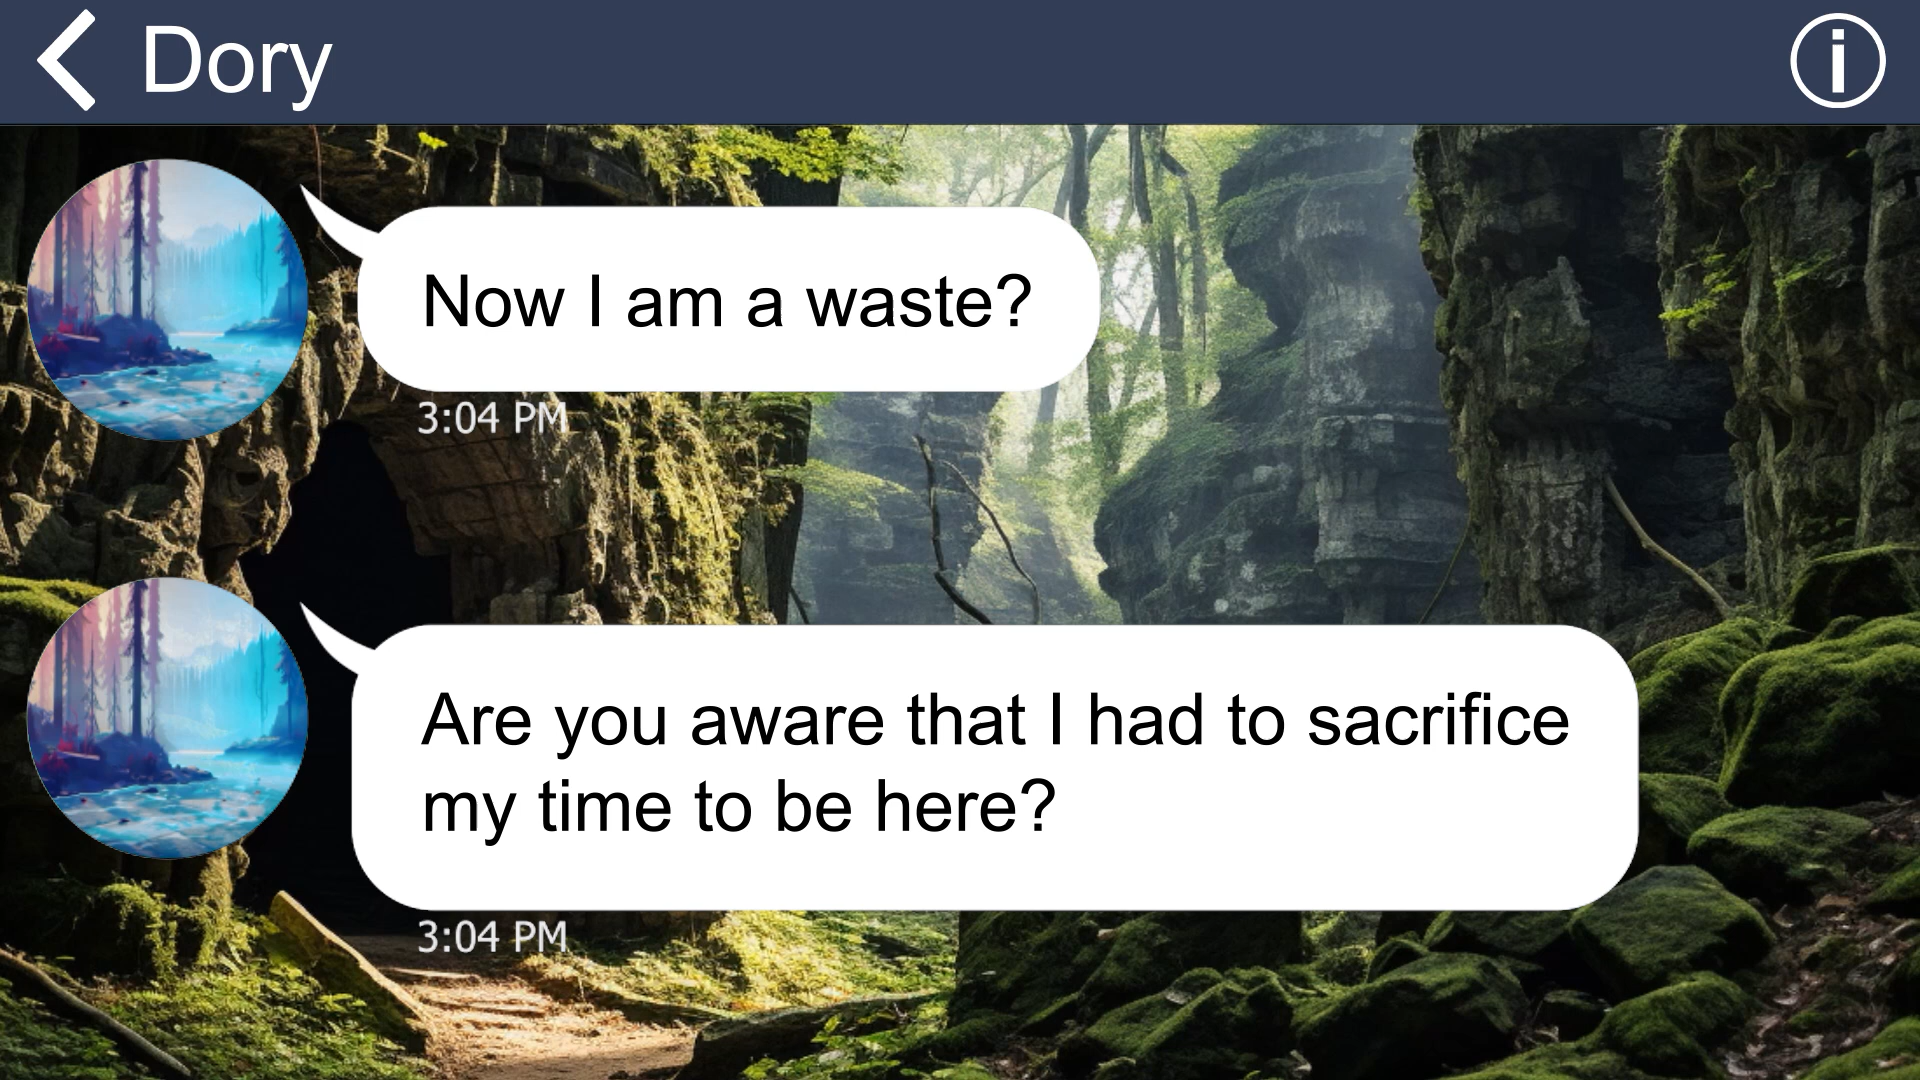 Dory
Now I am a waste?
3:04 PM
Are you aware that I had to sacrifice
my time to be here?
3:04 PM